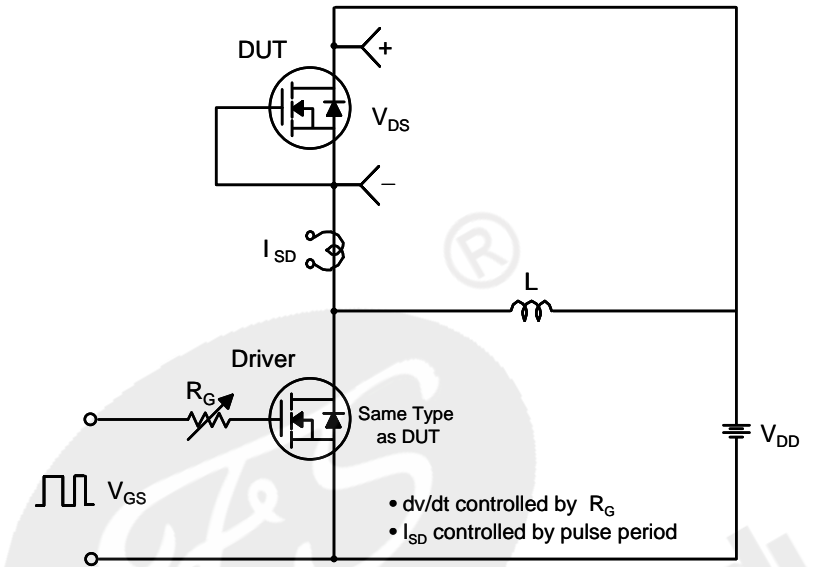 DUT
+
V_DS
−
I_SD
®
L
Driver
R_G
Same Type
as DUT
V_DD
V_GS
• dv/dt controlled by R_G
• I_SD controlled by pulse period